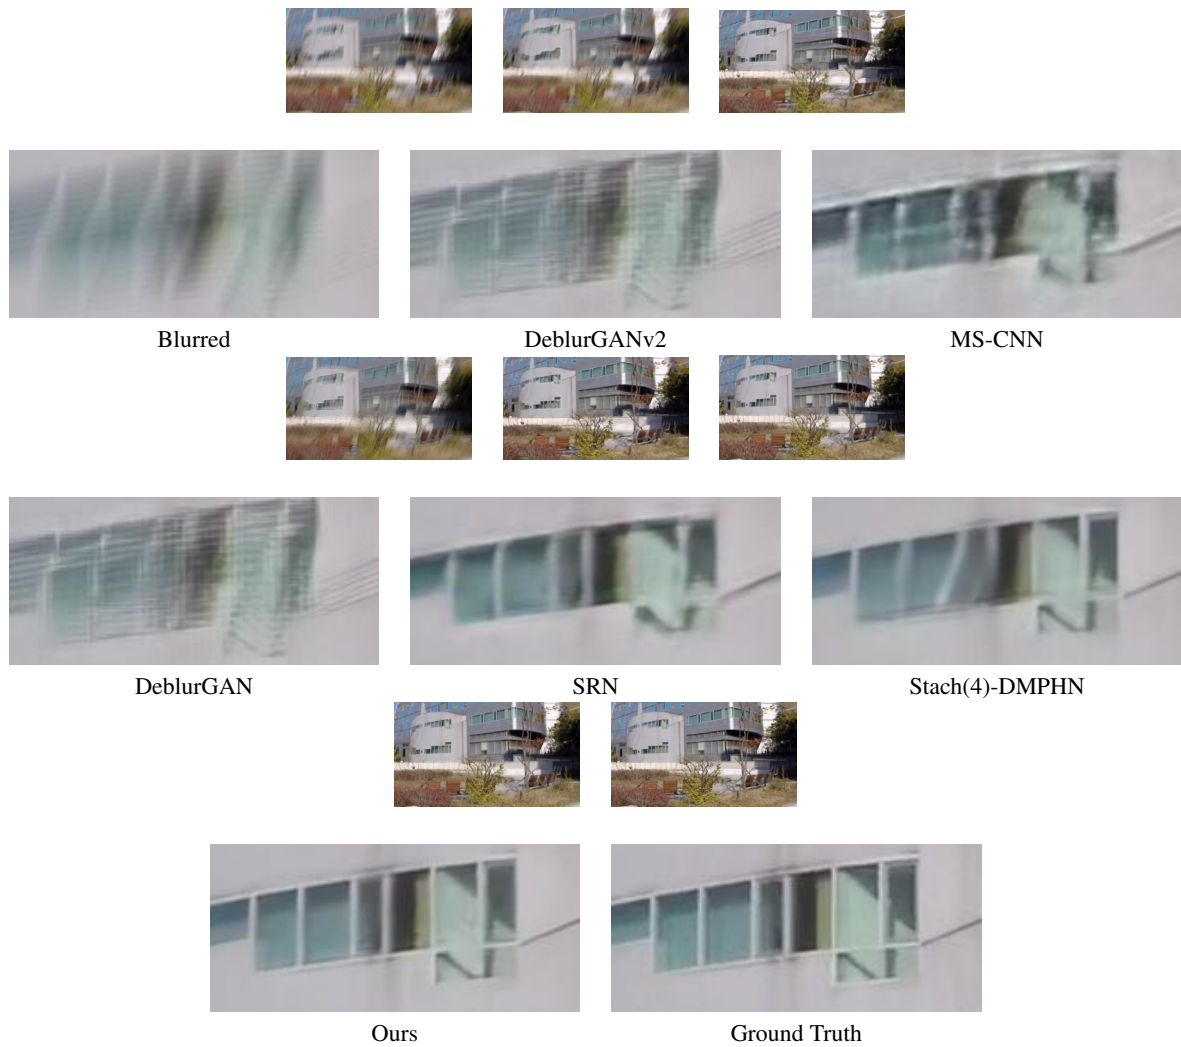 Blurred
DeblurGANv2
MS-CNN
DeblurGAN
SRN
Stach(4)-DMPHN
Ours
Ground Truth